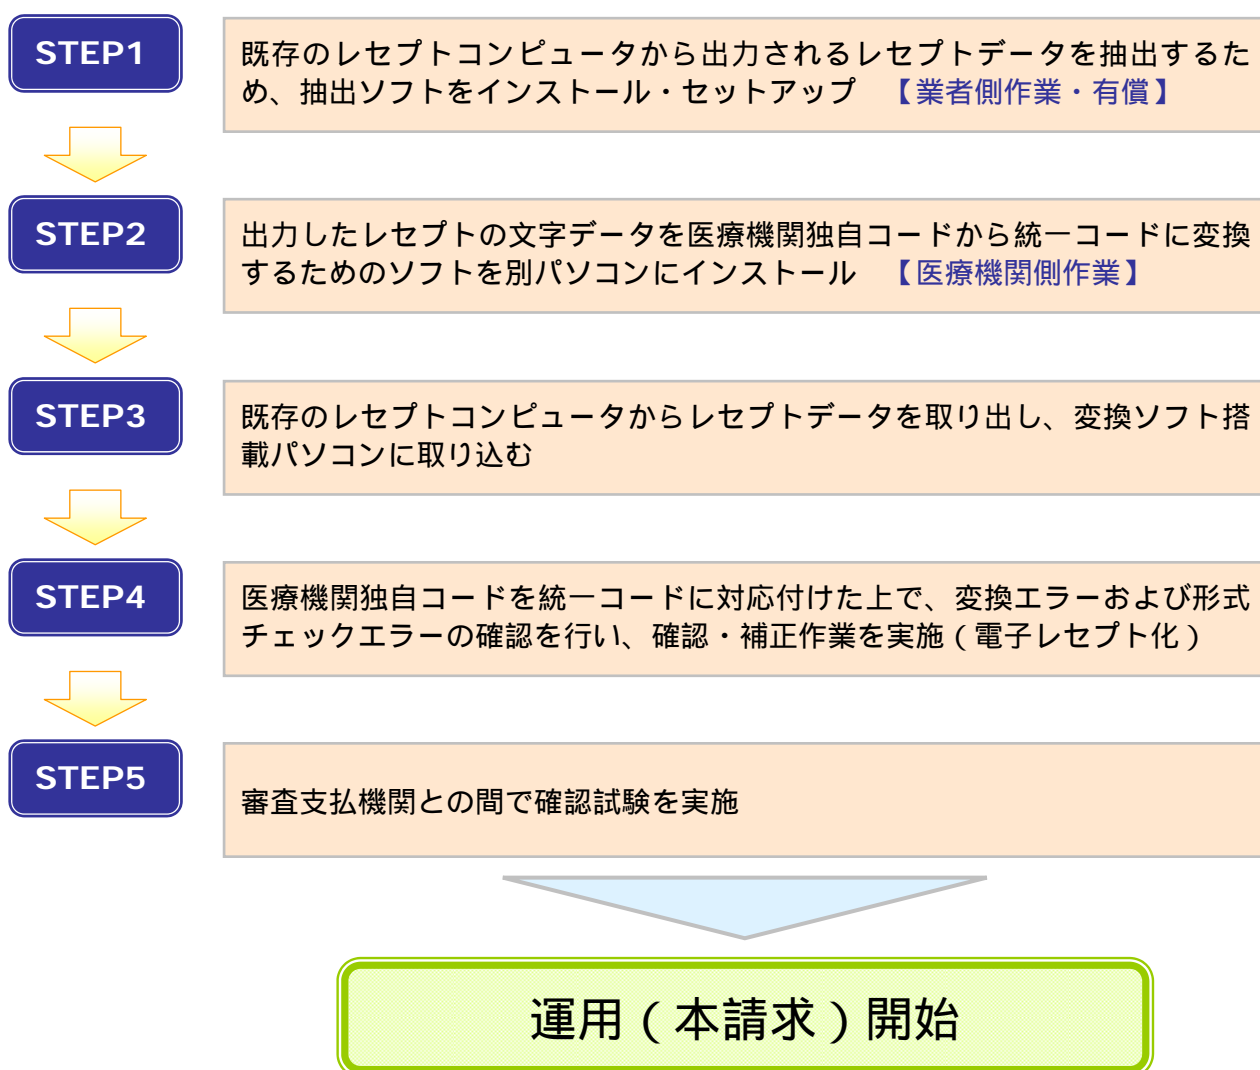 STEP1
既存のレセプトコンピュータから出力されるレセプトデータを抽出するた
め、抽出ソフトをインストール・セットアップ　【業者側作業・有償】
STEP2
出力したレセプトの文字データを医療機関独自コードから統一コードに変換
するためのソフトを別パソコンにインストール　【医療機関側作業】
STEP3
既存のレセプトコンピュータからレセプトデータを取り出し、変換ソフト搭
載パソコンに取り込む
STEP4
医療機関独自コードを統一コードに対応付けた上で、変換エラーおよび形式
チェックエラーの確認を行い、確認・補正作業を実施（電子レセプト化）
STEP5
審査支払機関との間で確認試験を実施
運用（本請求）開始